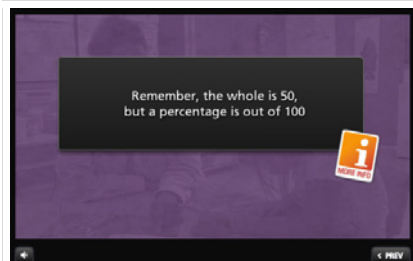 Remember, the whole is 50,
but a percentage is out of 100
i
MORE INFO
< PREV